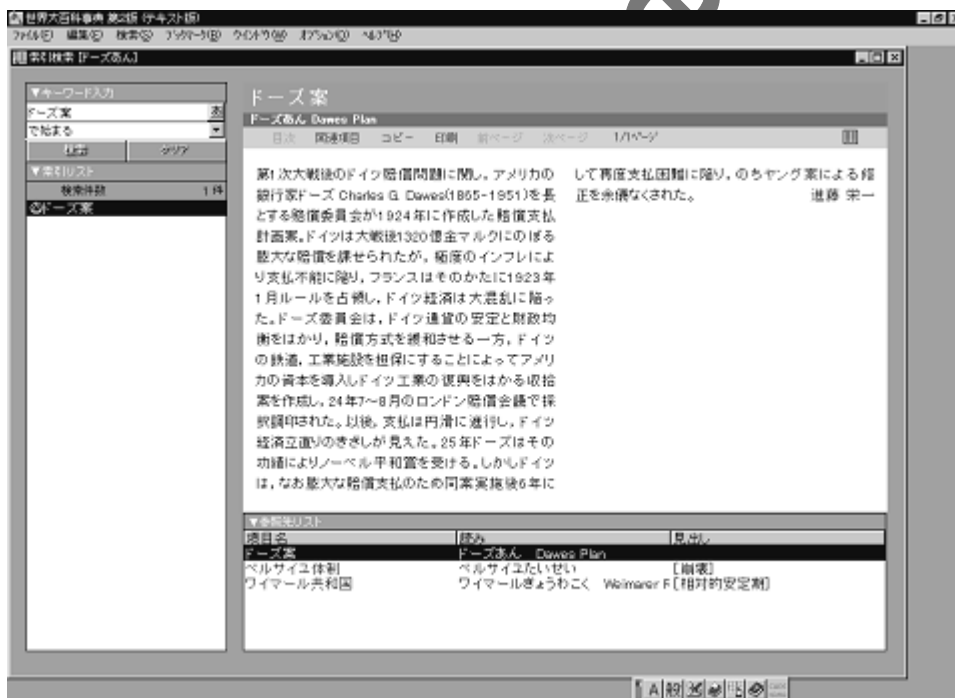 世界大百科事典 第2版 (テキスト版)
ファイル(F) 編集(E) 検索(S) ブックマーク(B) ウィンドウ(W) オプション(O) ヘルプ(H)
索引検索 [ドーズあん]
▼キーワード入力
ドーズ案
で始まる
クリア
▼索引リスト
検索件数 1件
ドーズ案
ドーズ案
ドーズあん Dawes Plan
目次 関連項目 コピー 印刷 前ページ 次ページ 1/1ページ
第1次大戦後のドイツ賠償問題に関し,アメリカの
銀行家ドーズ Charles G. Dawes(1865-1951)を長
とする賠償委員会が1924年に作成した賠償支払
計画案。ドイツは大戦後1320億金マルクにのぼる
膨大な賠償を課せられたが,極度のインフレによ
り支払不能に陥り,フランスはそのかたに1923年
1月ルールを占領し,ドイツ経済は大混乱に陥っ
た。ドーズ委員会は,ドイツ通貨の安定と財政均
衡をはかり,賠償方式を緩和させる一方,ドイツ
の鉄道,工業施設を担保にすることによってアメリ
カの資本を導入しドイツ工業の復興をはかる収拾
案を作成し,24年7～8月のロンドン賠償会議で採
択調印された。以後,支払は円滑に進行し,ドイツ
経済立直りのきざしが見えた。25年ドーズはその
功績によりノーベル平和賞を受ける。しかしドイツ
は,なお膨大な賠償支払のため同案実施後6年に
して再度支払困難に陥り,のちヤング案による修
正を余儀なくされた。 進藤 栄一
▼参照先リスト
項目名 読み 見出し
ドーズ案 ドーズあん Dawes Plan
ベルサイユ体制 ベルサイユたいせい [崩壊]
ワイマール共和国 ワイマールきょうわこく Weimarer R [相対的安定期]
A 般